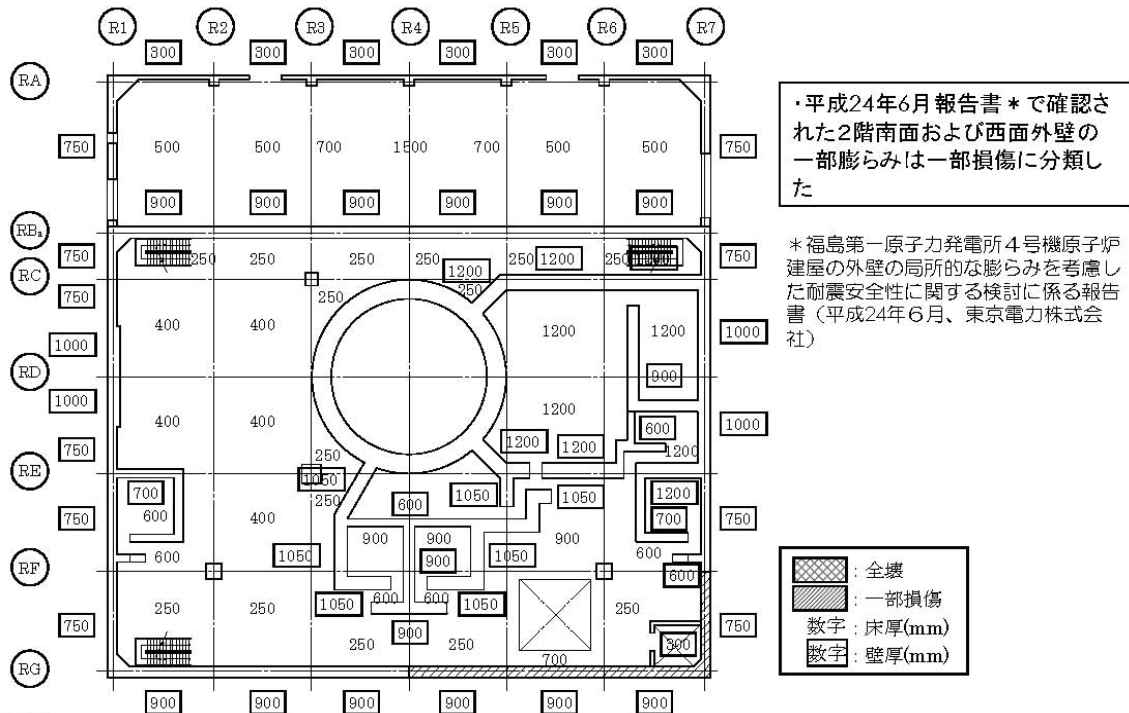 R1 R2 R3 R4 R5 R6 R7
300 300 300 300 300 300
RA
750 500 500 700 1500 700 500 500 750
900 900 900 900 900 900
RBa
750 250 250 250 250 250 1200 750
1200
RC
750 250 250 750
400 400 1200 1200
1000 1000
RD 900
1000 400 400 1200 600 1000
750 250 1200 1200 1200
RE 1050
700 250 600 1050 1050 1200
750 600 400 700 750
900 900 900
600 1050 900 1050 600
RF 600
250 250 1050 600 600 1050 250
750 900 750
250 250 300
700
RG
900 900 900 900 900 900
・平成24年6月報告書*で確認さ
れた2階南面および西面外壁の
一部膨らみは一部損傷に分類し
た
*福島第一原子力発電所4号機原子炉
建屋の外壁の局所的な膨らみを考慮し
た耐震安全性に関する検討に係る報告
書(平成24年6月、東京電力株式会
社)
:全壊
:一部損傷
数字:床厚(mm)
数字:壁厚(mm)